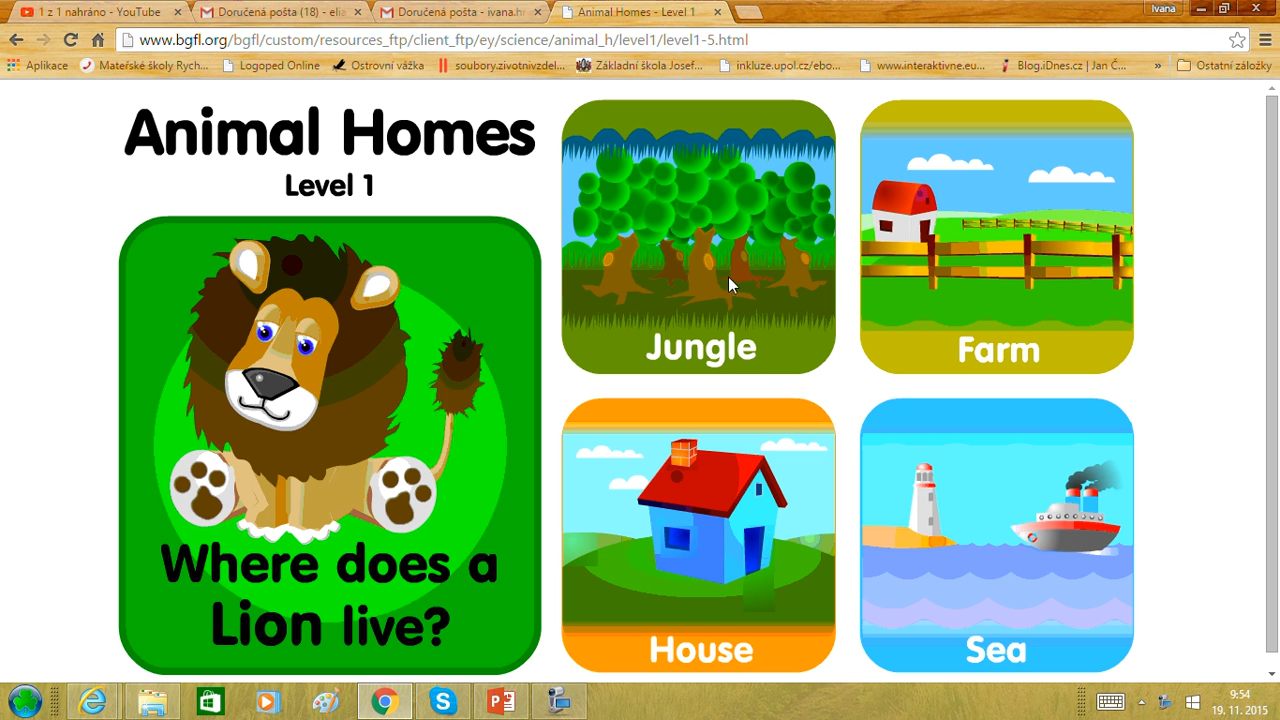 1 z 1 nahráno - YouTube
Doručená pošta (18) - elia
Doručená pošta - ivana.hr
Animal Homes - Level 1
Ivana
www.bgfl.org/bgfl/custom/resources_ftp/client_ftp/ey/science/animal_h/level1/level1-5.html
Aplikace
Mateřské školy Rych...
Logoped Online
Ostrovní vážka
soubory.zivotnivzdel...
Základní škola Josef...
inkluze.upol.cz/ebo...
www.interaktivne.eu...
Blog.iDnes.cz | Jan Č...
»
Ostatní záložky
Animal Homes
Level 1
Where does a
Lion live?
Jungle
Farm
House
Sea
9:54
19. 11. 2015